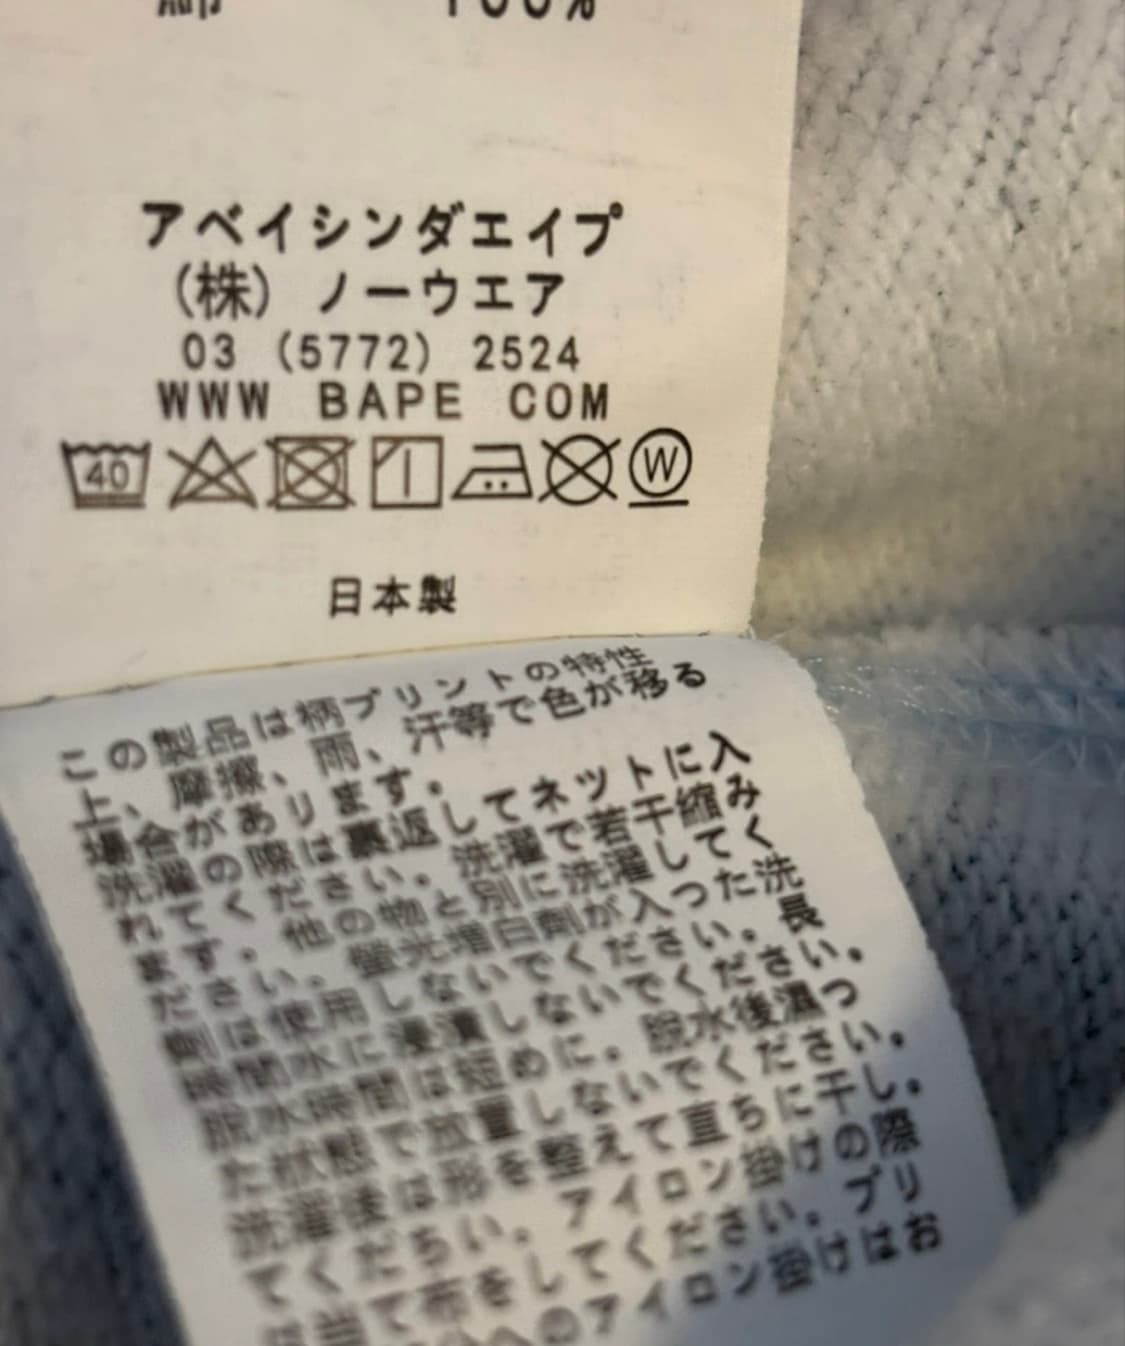 綿 100%
アベイシンダエイプ
(株) ノーウエア
03 (5772) 2524
WWW BAPE COM
40
W
日本製
この製品は柄プリントの特性
上、摩擦、雨、汗等で色が移る
場合があります。
洗濯の際は裏返してネットに入
れてください。洗濯で若干縮み
ます。他の物と別に洗濯してく
ださい。蛍光増白剤が入った洗
剤は使用しないでください。長
時間水に浸漬しないでください。
脱水時間は短めに。脱水後濡つ
た状態で放置しないでください。
洗濯後は形を整えて直ちに干し。
てくだちい。アイロン掛けの際
は当て布をしてください。プリ
へのアイロン掛けはお